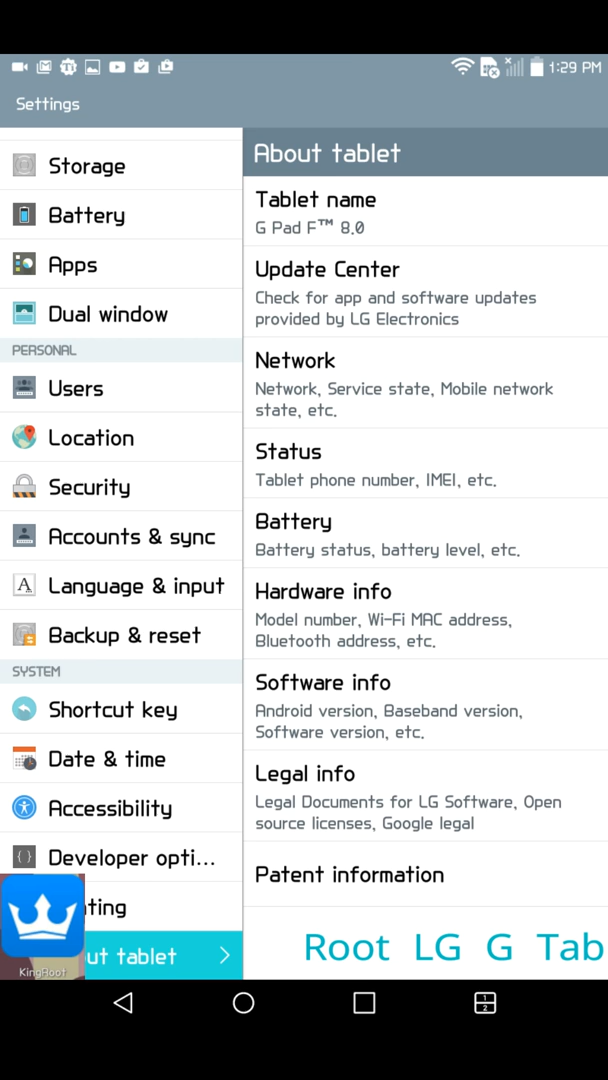 1:29 PM
Settings
Storage
Battery
Apps
Dual window
PERSONAL
Users
Location
Security
Accounts & sync
Language & input
Backup & reset
SYSTEM
Shortcut key
Date & time
Accessibility
Developer opti...
nting
ut tablet
KingRoot
About tablet
Tablet name
G Pad F™ 8.0
Update Center
Check for app and software updates
provided by LG Electronics
Network
Network, Service state, Mobile network
state, etc.
Status
Tablet phone number, IMEI, etc.
Battery
Battery status, battery level, etc.
Hardware info
Model number, Wi-Fi MAC address,
Bluetooth address, etc.
Software info
Android version, Baseband version,
Software version, etc.
Legal info
Legal Documents for LG Software, Open
source licenses, Google legal
Patent information
Root LG G Tab
1
2